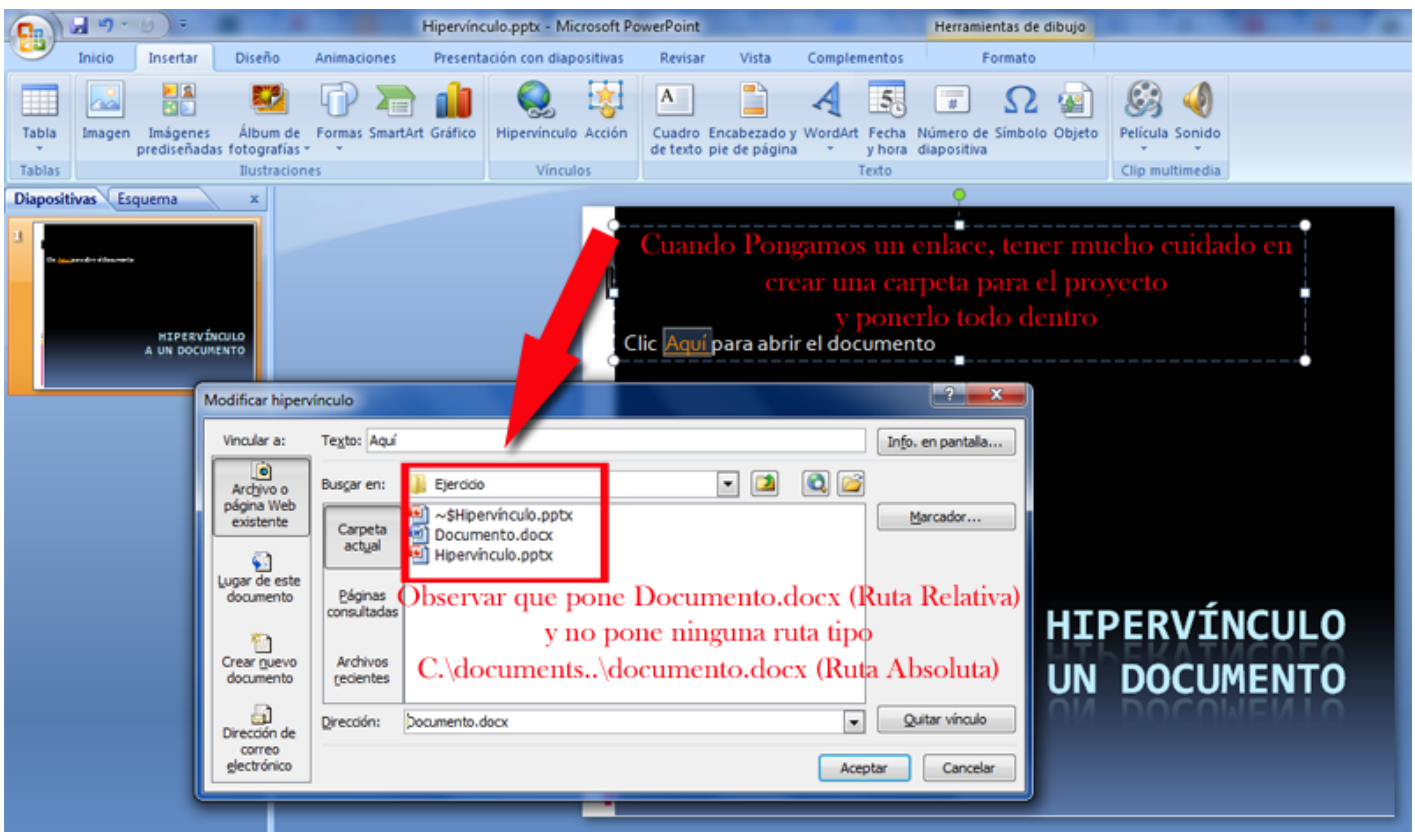 Hipervínculo.pptx - Microsoft PowerPoint
Herramientas de dibujo
Inicio Insertar Diseño Animaciones Presentación con diapositivas Revisar Vista Complementos Formato
Tabla Imagen Imágenes prediseñadas Álbum de fotografías Formas SmartArt Gráfico Hipervínculo Acción Cuadro de texto Encabezado y pie de página WordArt Fecha y hora Número de diapositiva Símbolo Objeto Película Sonido
Tablas Ilustraciones Vínculos Texto Clip multimedia
Diapositivas Esquema x
1
Clic Aquí para abrir el documento
HIPERVÍNCULO
A UN DOCUMENTO
Cuando Pongamos un enlace, tener mucho cuidado en
crear una carpeta para el proyecto
y ponerlo todo dentro
Clic Aquí para abrir el documento
Modificar hipervínculo
Vincular a:
Texto: Aquí
Info. en pantalla...
Archivo o
página Web
existente
Buscar en: Ejercicio
Carpeta
actual
~$Hipervínculo.pptx
Documento.docx
Hipervínculo.pptx
Marcador...
Lugar de este
documento
Páginas
consultadas
Observar que pone Documento.docx (Ruta Relativa)
y no pone ninguna ruta tipo
C.\documents..\documento.docx (Ruta Absoluta)
Crear nuevo
documento
Archivos
recientes
Dirección de
correo
electrónico
Dirección: Documento.docx
Quitar vínculo
Aceptar Cancelar
HIPERVÍNCULO
UN DOCUMENTO